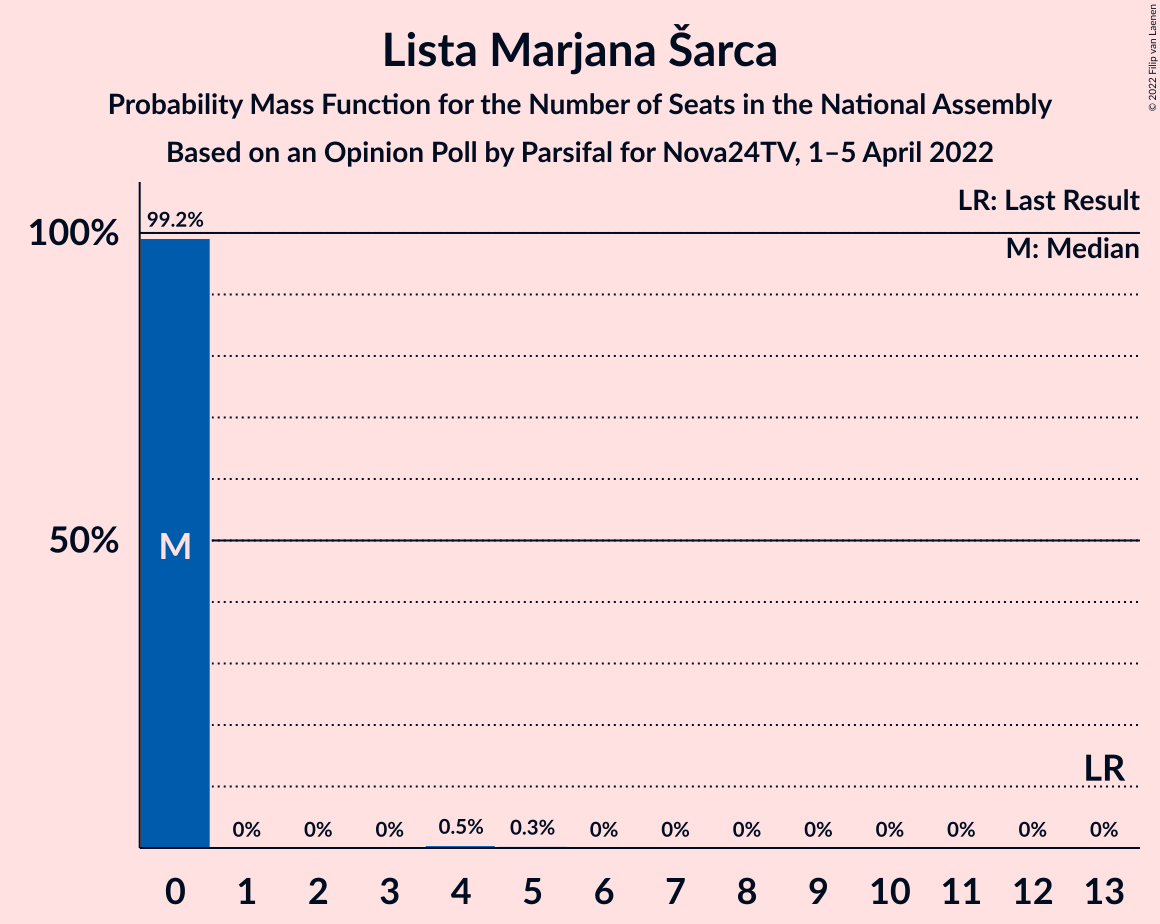 Lista Marjana Šarca
Probability Mass Function for the Number of Seats in the National Assembly
Based on an Opinion Poll by Parsifal for Nova24TV, 1–5 April 2022
© 2022 Filip van Laenen
LR: Last Result
M: Median
100%
50%
99.2%
M
0% 0% 0% 0.5% 0.3% 0% 0% 0% 0% 0% 0% 0% 0%
LR
0 1 2 3 4 5 6 7 8 9 10 11 12 13